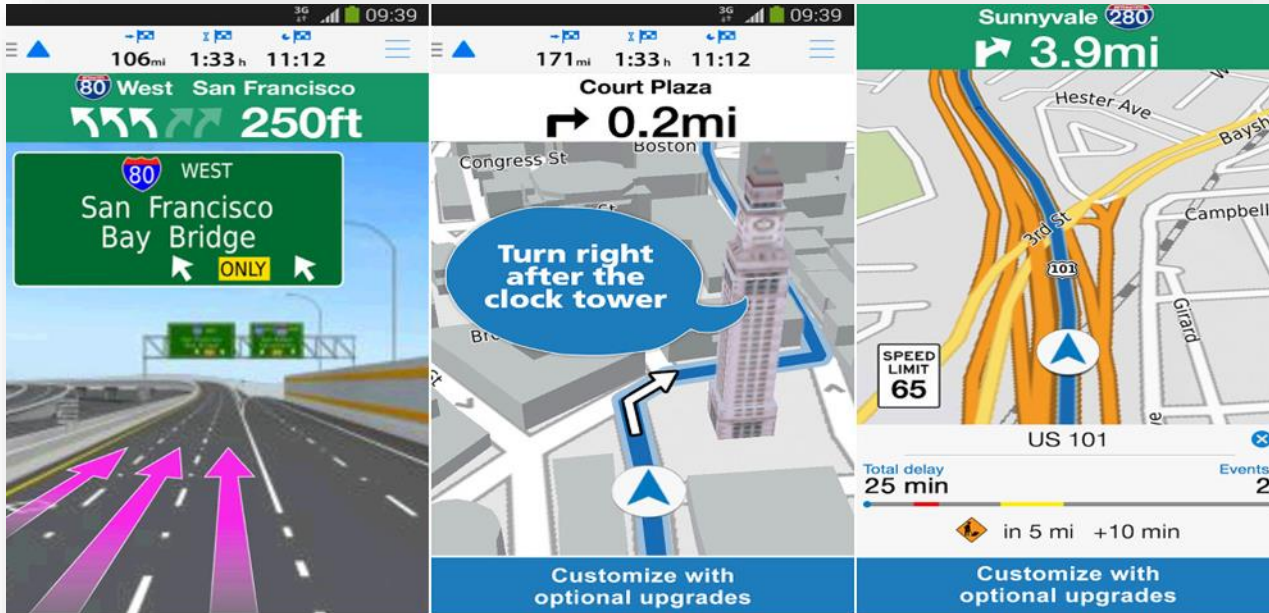 3G 09:39
106mi 1:33h 11:12
80 West San Francisco
250ft
80 WEST
San Francisco
Bay Bridge
ONLY
3G 09:39
171mi 1:33h 11:12
Court Plaza
0.2mi
Congress St
Boston
Turn right
after the
clock tower
Customize with
optional upgrades
Sunnyvale 280
3.9mi
Hester Ave
Baysh
3rd St
Campbell
101
Girard
SPEED
LIMIT
65
US 101
Total delay
Events
25 min
2
in 5 mi +10 min
Customize with
optional upgrades